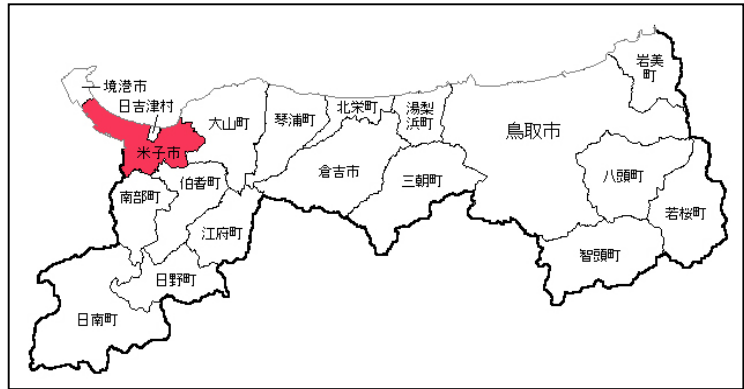 岩美
町
境港市
日吉津村
大山町
琴浦町
北栄町
湯梨
浜町
鳥取市
米子市
伯耆町
倉吉市
三朝町
八頭町
南部町
若桜町
江府町
智頭町
日野町
日南町